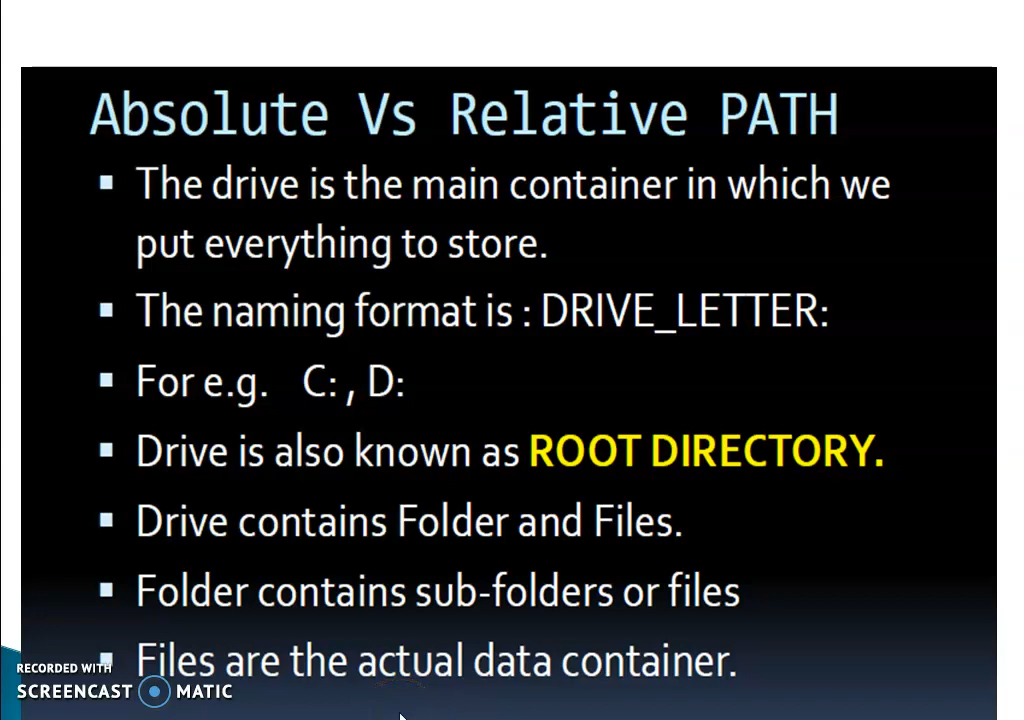 Absolute Vs Relative PATH
▪ The drive is the main container in which we
put everything to store.
▪ The naming format is : DRIVE_LETTER:
▪ For e.g. C: , D:
▪ Drive is also known as ROOT DIRECTORY.
▪ Drive contains Folder and Files.
▪ Folder contains sub-folders or files
▪ Files are the actual data container.
RECORDED WITH
SCREENCAST MATIC